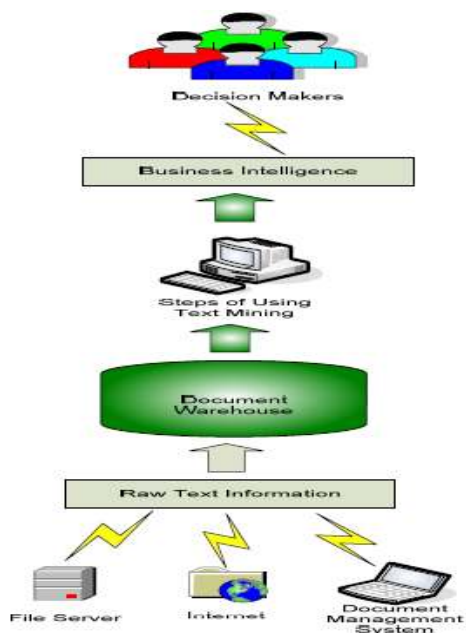 Decision Makers
Business Intelligence
Steps of Using
Text Mining
Document
Warehouse
Raw Text Information
File Server
Internet
Document
Management
System